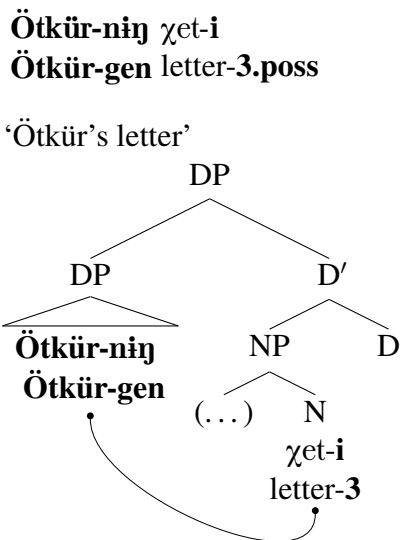 Ötkür-nɨŋ χet-i
Ötkür-gen letter-3.poss
‘Ötkür’s letter’
DP
DP D′
Ötkür-nɨŋ NP D
Ötkür-gen (...) N
χet-i
letter-3